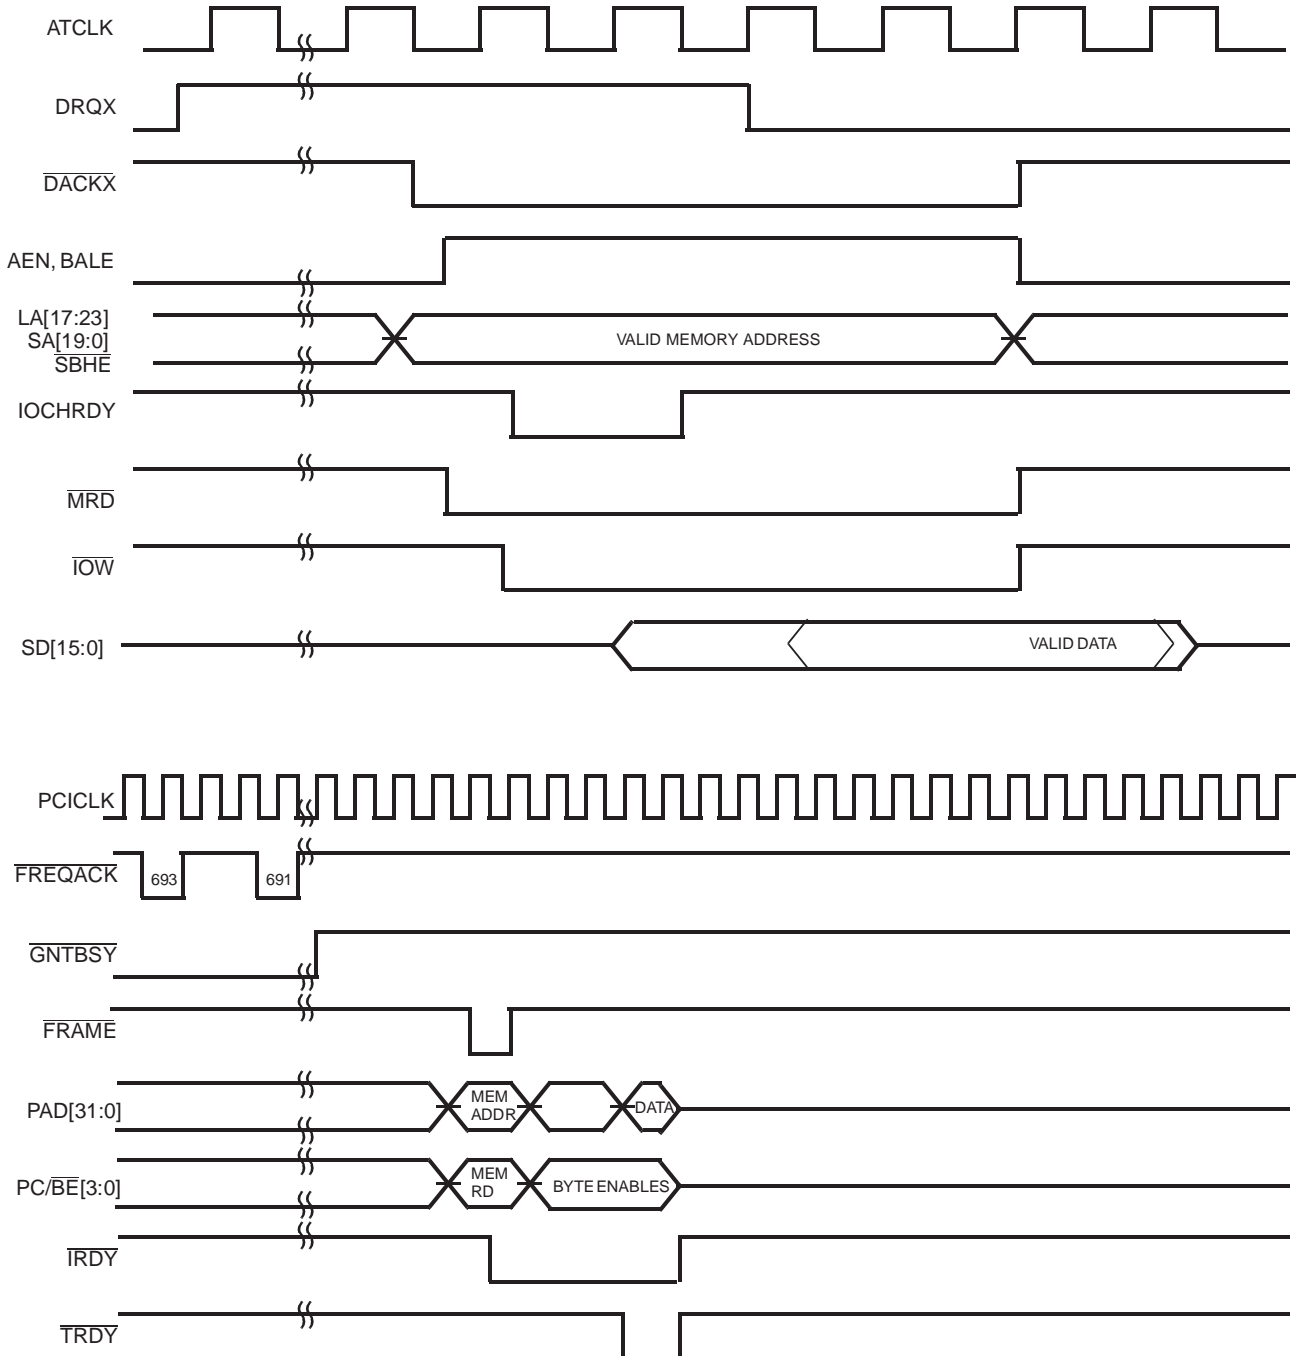 ATCLK
DRQX
DACKX
AEN, BALE
LA[17:23]
SA[19:0]
SBHE
VALID MEMORY ADDRESS
IOCHRDY
MRD
IOW
SD[15:0]
VALID DATA
PCICLK
FREQACK
693
691
GNTBSY
FRAME
PAD[31:0]
MEM
ADDR
DATA
PC/BE[3:0]
MEM
RD
BYTE ENABLES
IRDY
TRDY